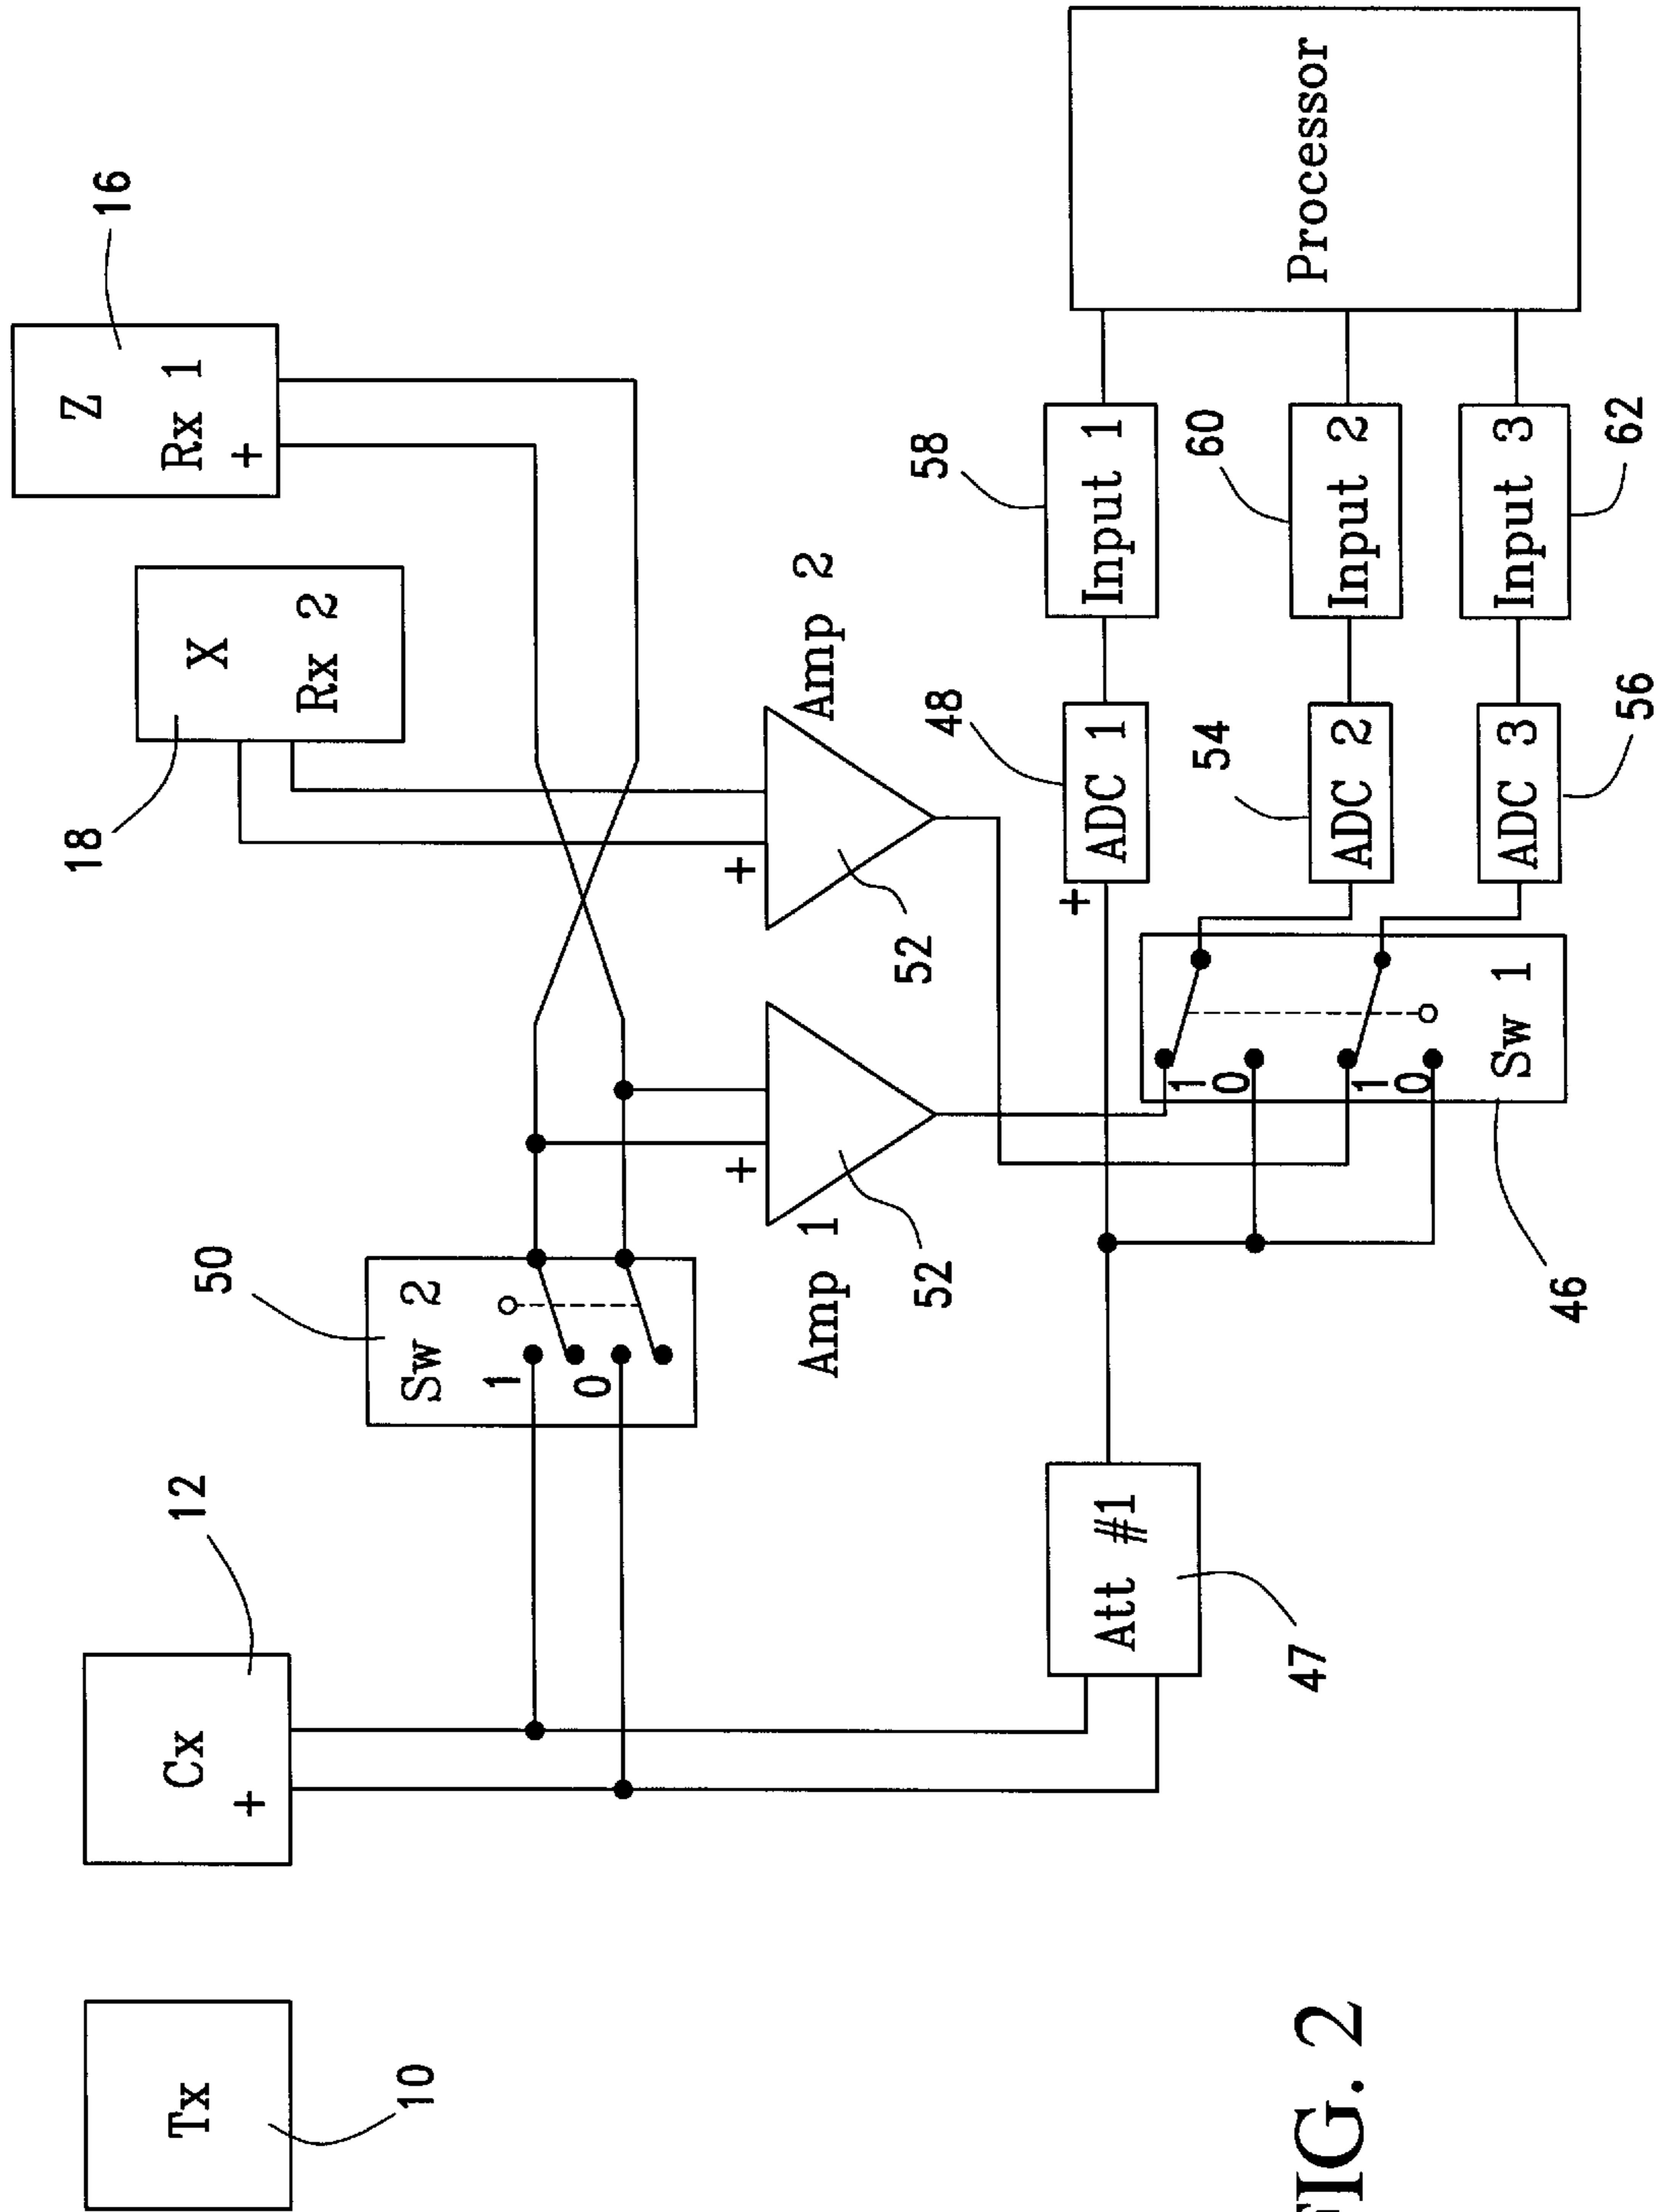 Tx
10
Cx
+
12
Sw 2
1
0
50
X
Rx 2
18
Z
Rx 1
+
16
Amp 1
+
52
Amp 2
+
52
Att #1
47
Sw 1
1
0
1
0
46
+
ADC 1
48
ADC 2
54
ADC 3
56
Input 1
58
Input 2
60
Input 3
62
Processor
FIG. 2